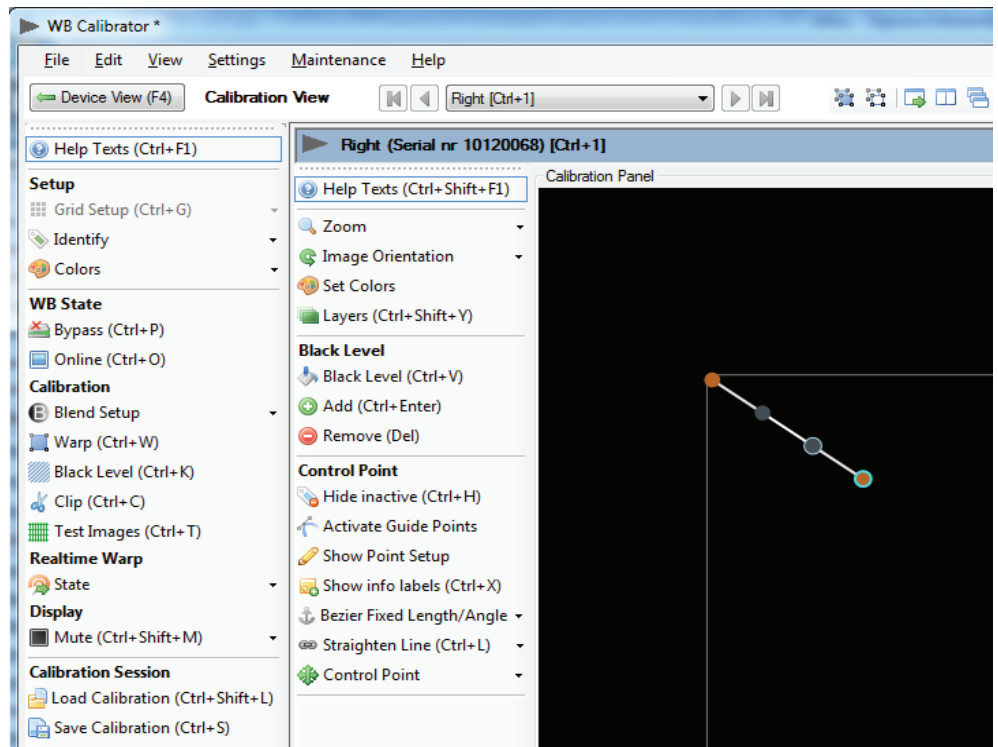 WB Calibrator *
File Edit View Settings Maintenance Help
Device View (F4) Calibration View Right [Ctrl+1]
Help Texts (Ctrl+F1)
Setup
Grid Setup (Ctrl+G)
Identify
Colors
WB State
Bypass (Ctrl+P)
Online (Ctrl+O)
Calibration
Blend Setup
Warp (Ctrl+W)
Black Level (Ctrl+K)
Clip (Ctrl+C)
Test Images (Ctrl+T)
Realtime Warp
State
Display
Mute (Ctrl+Shift+M)
Calibration Session
Load Calibration (Ctrl+Shift+L)
Save Calibration (Ctrl+S)
Right (Serial nr 10120068) [Ctrl+1]
Help Texts (Ctrl+Shift+F1)
Zoom
Image Orientation
Set Colors
Layers (Ctrl+Shift+Y)
Black Level
Black Level (Ctrl+V)
Add (Ctrl+Enter)
Remove (Del)
Control Point
Hide inactive (Ctrl+H)
Activate Guide Points
Show Point Setup
Show info labels (Ctrl+X)
Bezier Fixed Length/Angle
Straighten Line (Ctrl+L)
Control Point
Calibration Panel